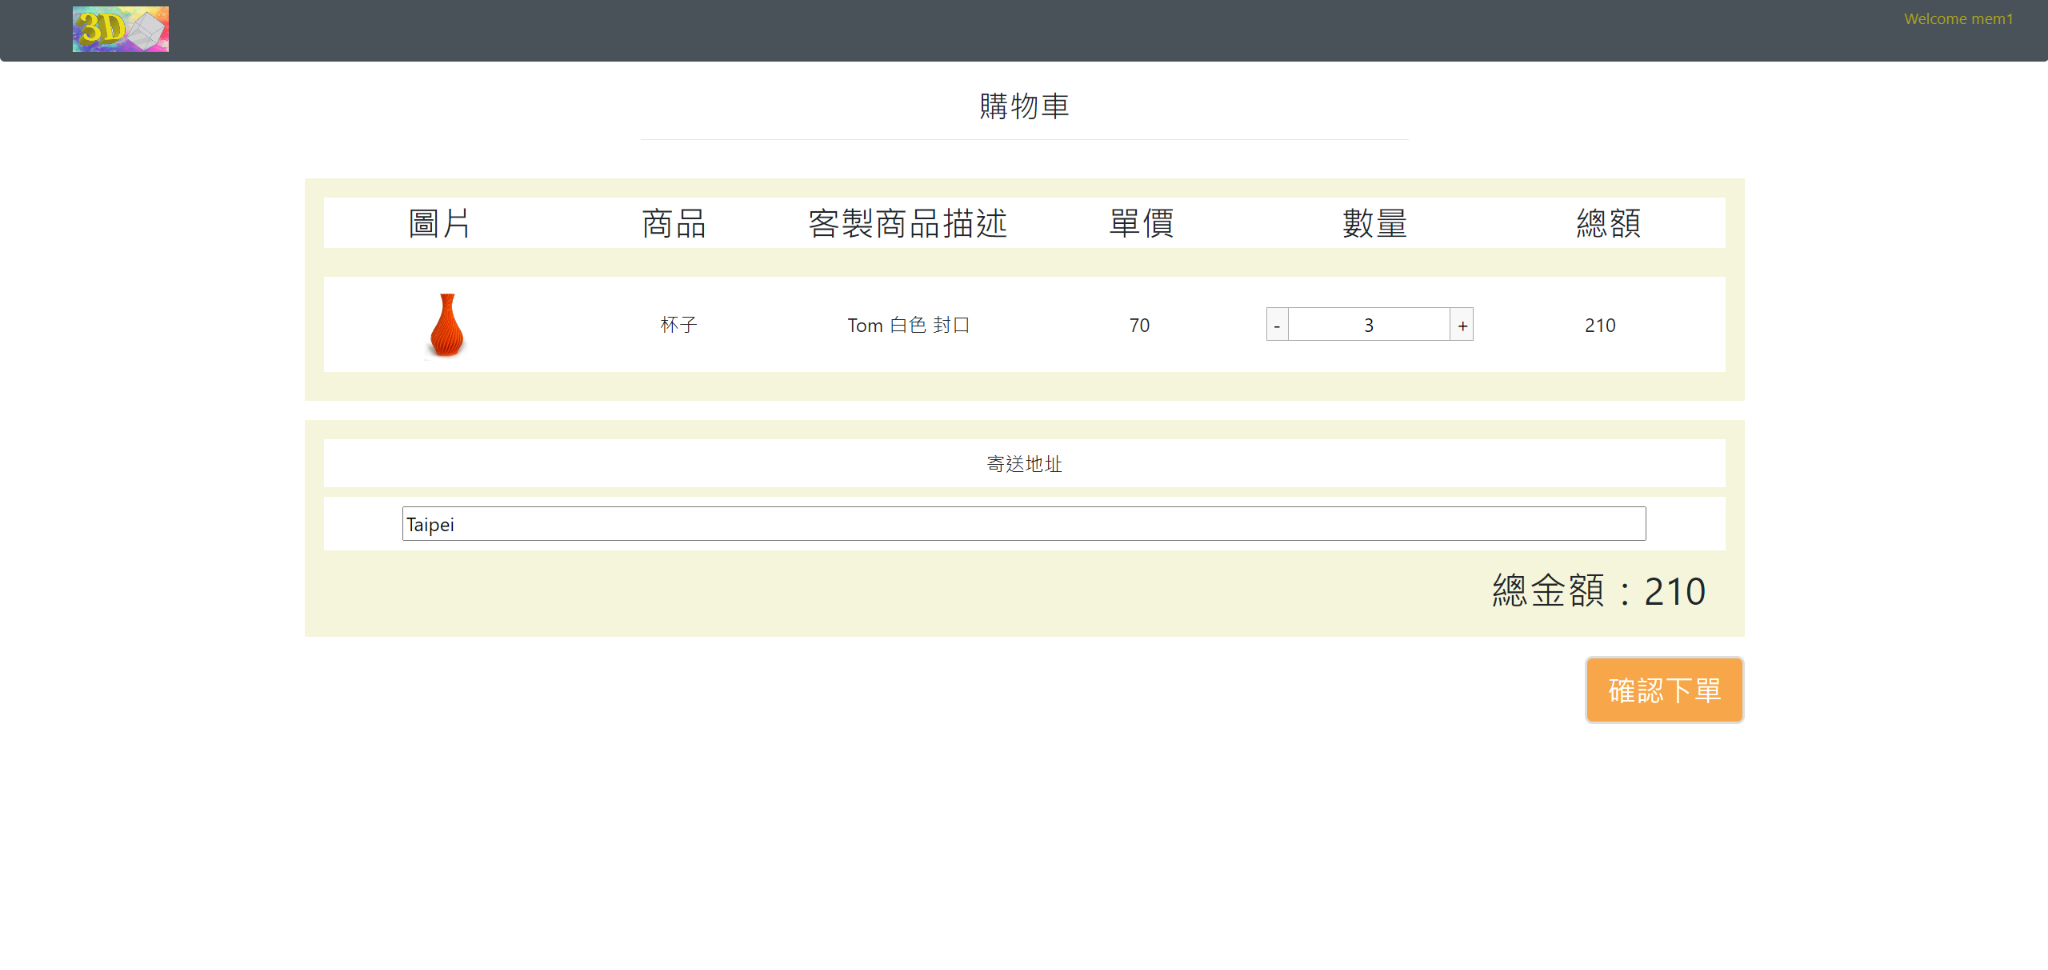 3D
Welcome mem1
購物車
圖片 商品 客製商品描述 單價 數量 總額
杯子 Tom 白色 封口 70 - 3 + 210
寄送地址
Taipei
總金額：210
確認下單